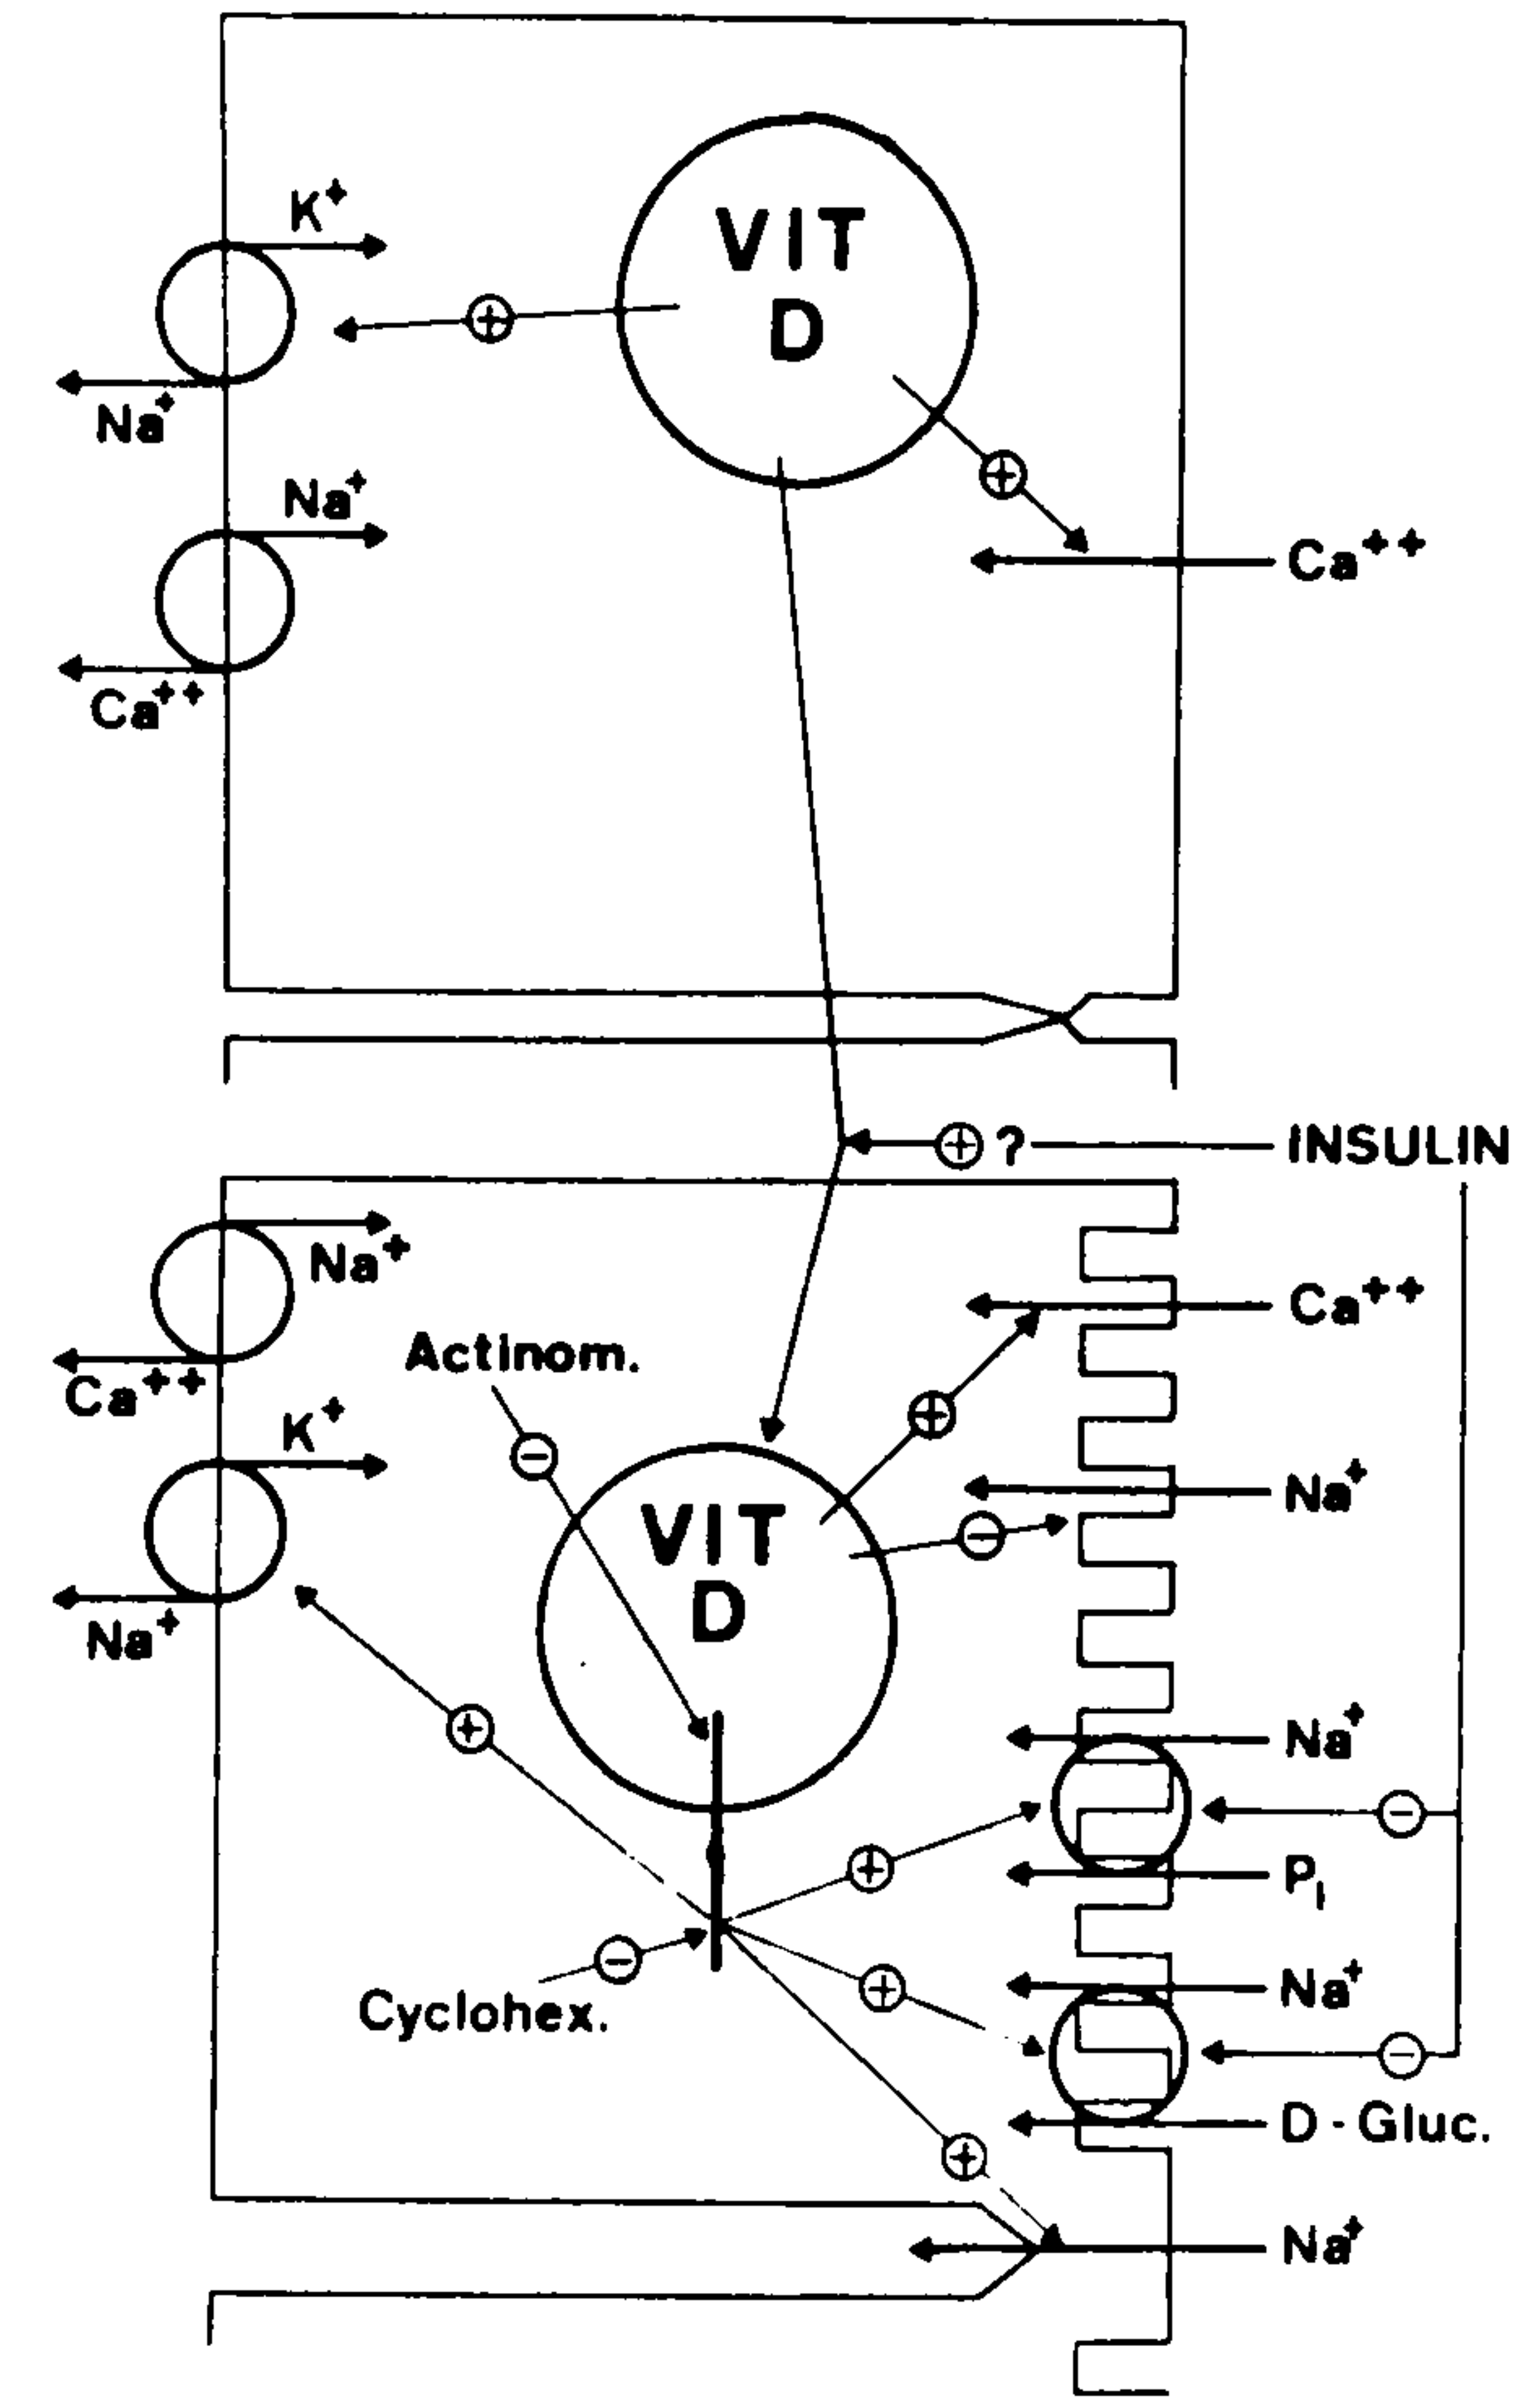 K⁺
VIT
D
Na⁺
Na⁺
Ca⁺⁺
Ca⁺⁺
⊕ ? INSULIN
Na⁺
Ca⁺⁺
Actinom.
Ca⁺⁺
K⁺
Na⁺
VIT
D
Na⁺
Na⁺
Pᵢ
Na⁺
Cyclohex.
D - Gluc.
Na⁺